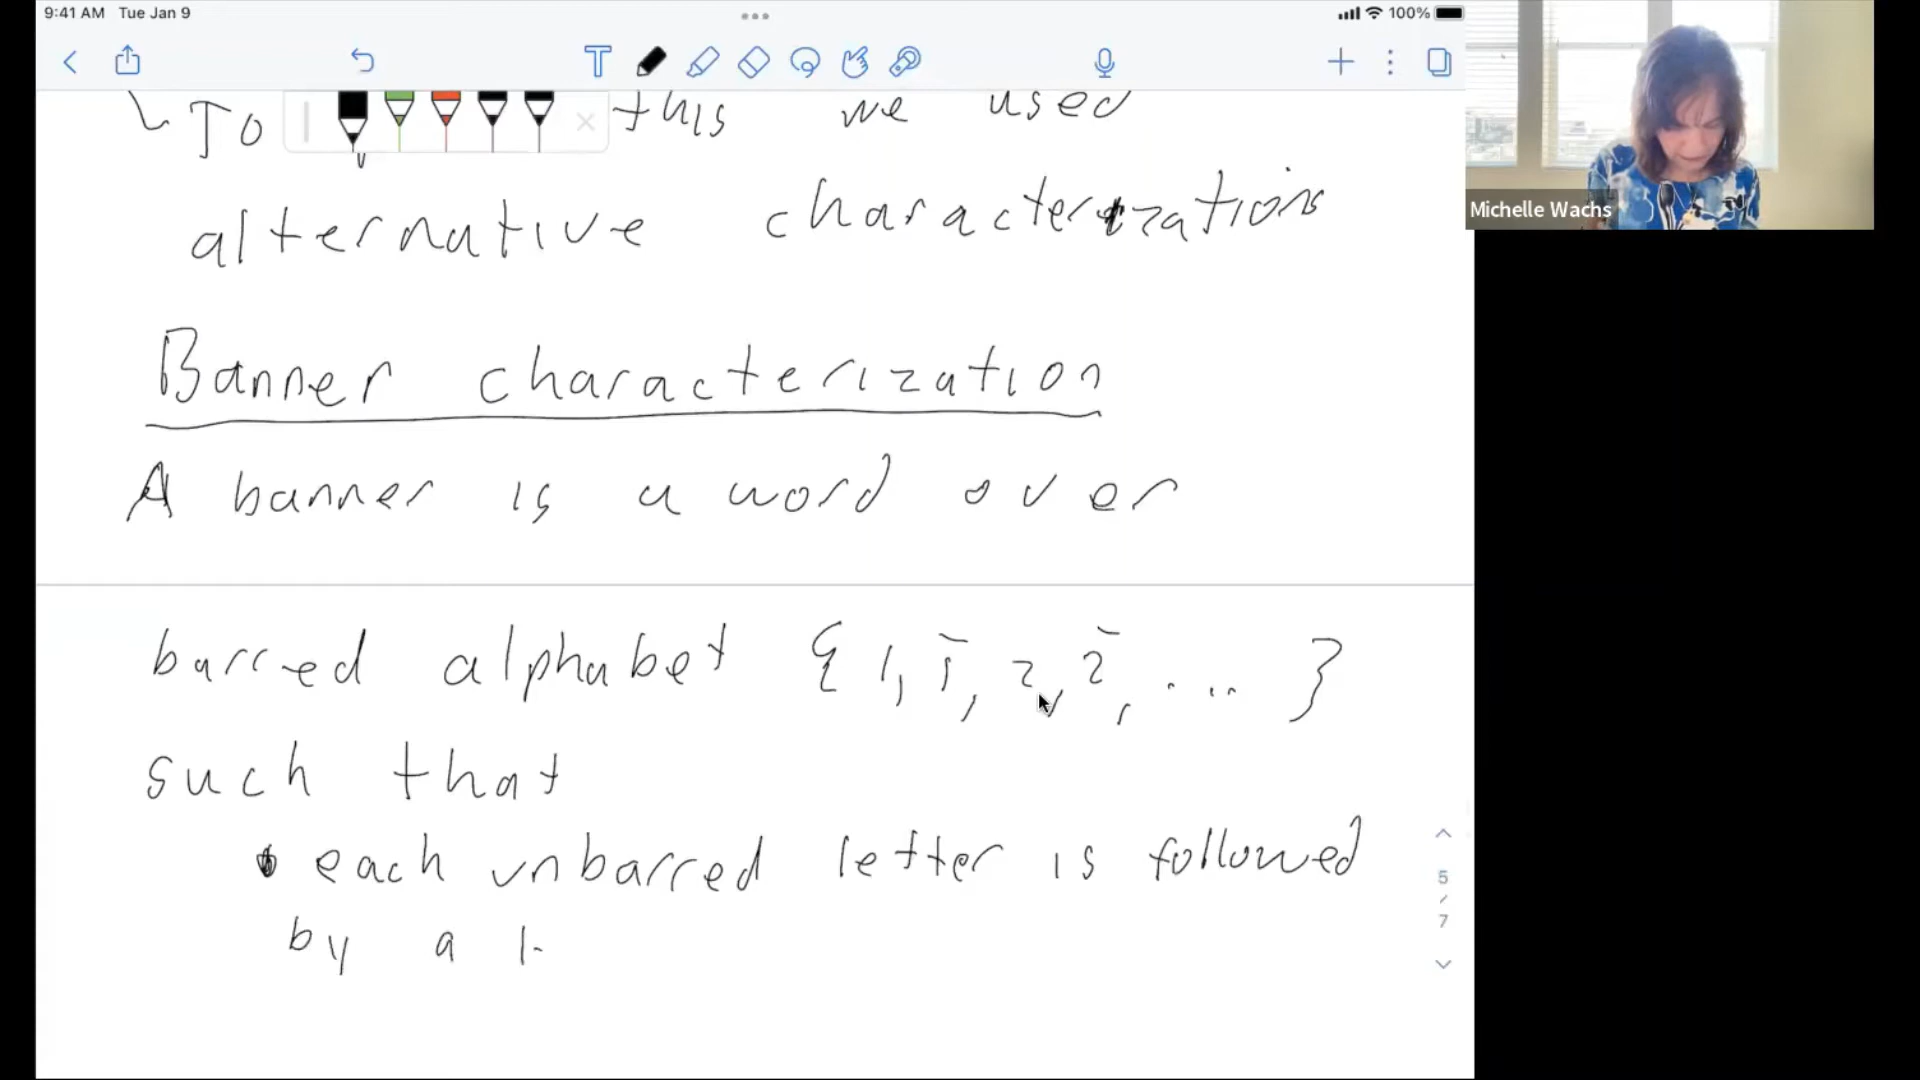 9:41 AM Tue Jan 9
100%
To this we used
alternative characterizations
Banner characterization
A banner is a word over
barred alphabet { 1, 1̄, 2, 2̄, .... }
such that
• each unbarred letter is followed
by a
5
/
7
Michelle Wachs